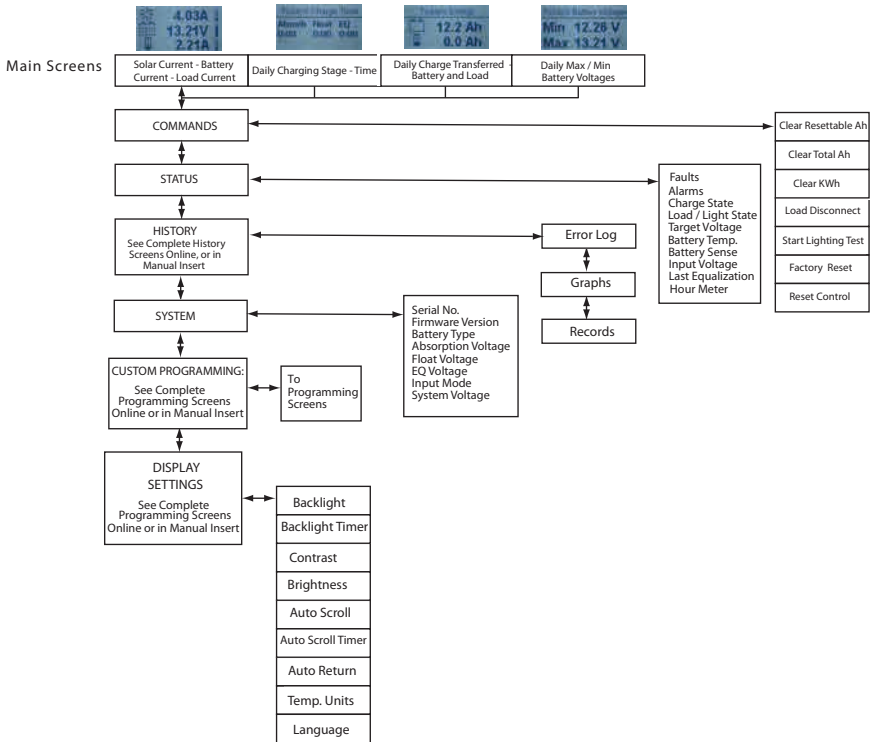 4.03A
13.21V
2.21A
12.2 Ah
0.0 Ah
Min 12.26 V
Max 13.21 V
Main Screens
Solar Current - Battery
Current - Load Current
Daily Charging Stage - Time
Daily Charge Transferred -
Battery and Load
Daily Max / Min
Battery Voltages
COMMANDS
Clear Resettable Ah
Clear Total Ah
Clear KWh
Load Disconnect
Start Lighting Test
Factory Reset
Reset Control
STATUS
Faults
Alarms
Charge State
Load / Light State
Target Voltage
Battery Temp.
Battery Sense
Input Voltage
Last Equalization
Hour Meter
HISTORY
See Complete History
Screens Online, or in
Manual Insert
Error Log
Graphs
Records
SYSTEM
Serial No.
Firmware Version
Battery Type
Absorption Voltage
Float Voltage
EQ Voltage
Input Mode
System Voltage
CUSTOM PROGRAMMING:
See Complete
Programming Screens
Online or in Manual Insert
To
Programming
Screens
DISPLAY
SETTINGS
See Complete
Programming Screens
Online or in Manual Insert
Backlight
Backlight Timer
Contrast
Brightness
Auto Scroll
Auto Scroll Timer
Auto Return
Temp. Units
Language